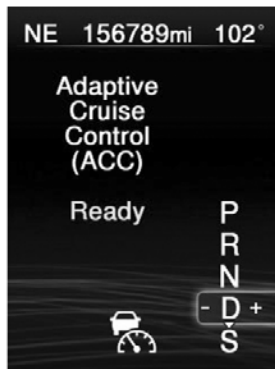 NE 156789mi 102°
Adaptive
Cruise
Control
(ACC)
Ready
P
R
N
- D +
S